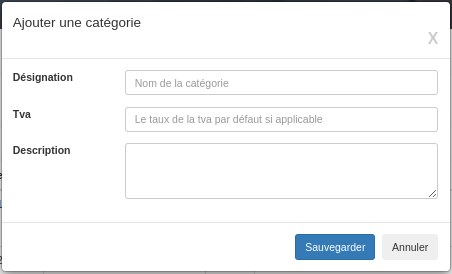 Ajouter une catégorie
X
Désignation
Nom de la catégorie
Tva
Le taux de la tva par défaut si applicable
Description
Sauvegarder
Annuler